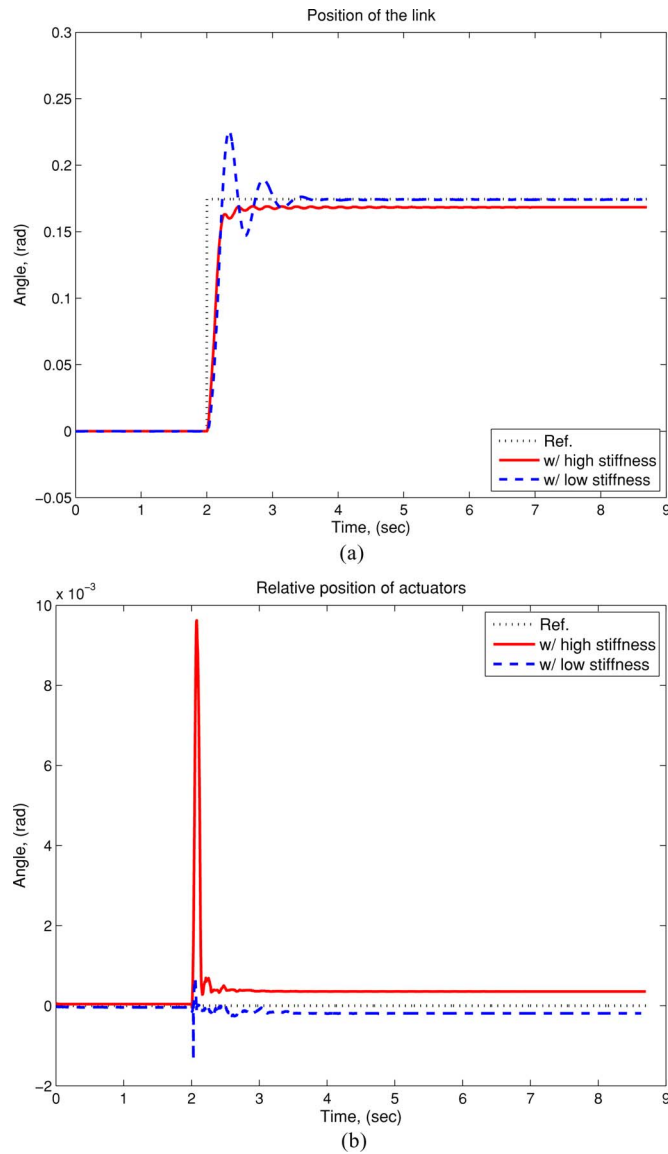 Position of the link
0.3
0.25
0.2
0.15
0.1
0.05
0
−0.05
Angle, (rad)
Ref.
w/ high stiffness
w/ low stiffness
0 1 2 3 4 5 6 7 8 9
Time, (sec)
(a)
Relative position of actuators
x 10⁻³
10
8
6
4
2
0
−2
Angle, (rad)
Ref.
w/ high stiffness
w/ low stiffness
0 1 2 3 4 5 6 7 8 9
Time, (sec)
(b)